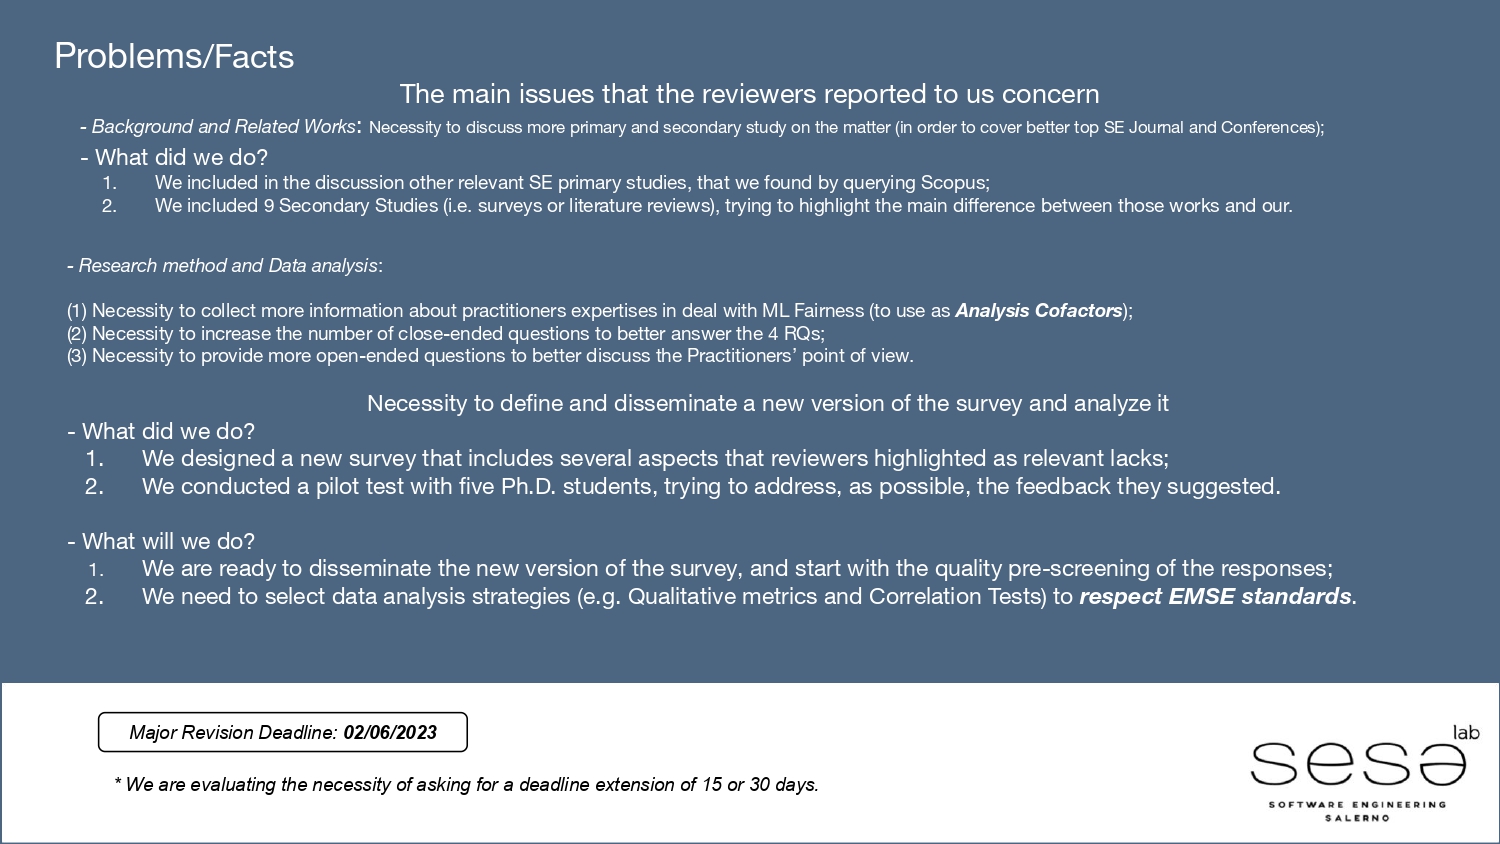 Problems/Facts
The main issues that the reviewers reported to us concern
- Background and Related Works: Necessity to discuss more primary and secondary study on the matter (in order to cover better top SE Journal and Conferences);
- What did we do?
1. We included in the discussion other relevant SE primary studies, that we found by querying Scopus;
2. We included 9 Secondary Studies (i.e. surveys or literature reviews), trying to highlight the main difference between those works and our.
- Research method and Data analysis:
(1) Necessity to collect more information about practitioners expertises in deal with ML Fairness (to use as Analysis Cofactors);
(2) Necessity to increase the number of close-ended questions to better answer the 4 RQs;
(3) Necessity to provide more open-ended questions to better discuss the Practitioners’ point of view.
Necessity to define and disseminate a new version of the survey and analyze it
- What did we do?
1. We designed a new survey that includes several aspects that reviewers highlighted as relevant lacks;
2. We conducted a pilot test with five Ph.D. students, trying to address, as possible, the feedback they suggested.
- What will we do?
1. We are ready to disseminate the new version of the survey, and start with the quality pre-screening of the responses;
2. We need to select data analysis strategies (e.g. Qualitative metrics and Correlation Tests) to respect EMSE standards.
Major Revision Deadline: 02/06/2023
* We are evaluating the necessity of asking for a deadline extension of 15 or 30 days.
lab
sesa
SOFTWARE ENGINEERING
SALERNO